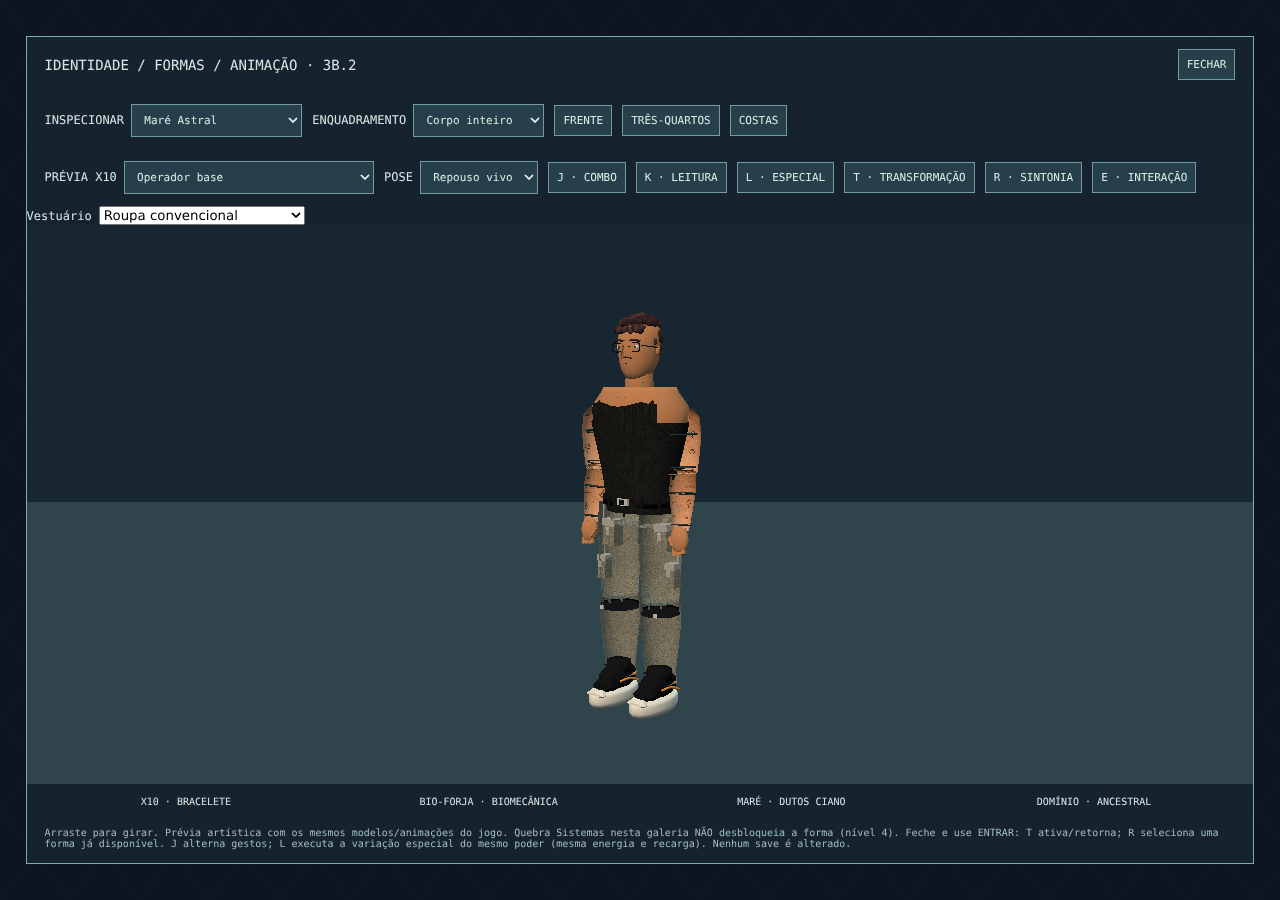 IDENTIDADE / FORMAS / ANIMAÇÃO · 3B.2
FECHAR
INSPECIONAR Maré Astral ENQUADRAMENTO Corpo inteiro FRENTE TRÊS-QUARTOS COSTAS
PRÉVIA X10 Operador base POSE Repouso vivo J · COMBO K · LEITURA L · ESPECIAL T · TRANSFORMAÇÃO R · SINTONIA E · INTERAÇÃO
Vestuário Roupa convencional
X10 · BRACELETE BIO-FORJA · BIOMECÂNICA MARÉ · DUTOS CIANO DOMÍNIO · ANCESTRAL
Arraste para girar. Prévia artística com os mesmos modelos/animações do jogo. Quebra Sistemas nesta galeria NÃO desbloqueia a forma (nível 4). Feche e use ENTRAR: T ativa/retorna; R seleciona uma
forma já disponível. J alterna gestos; L executa a variação especial do mesmo poder (mesma energia e recarga). Nenhum save é alterado.